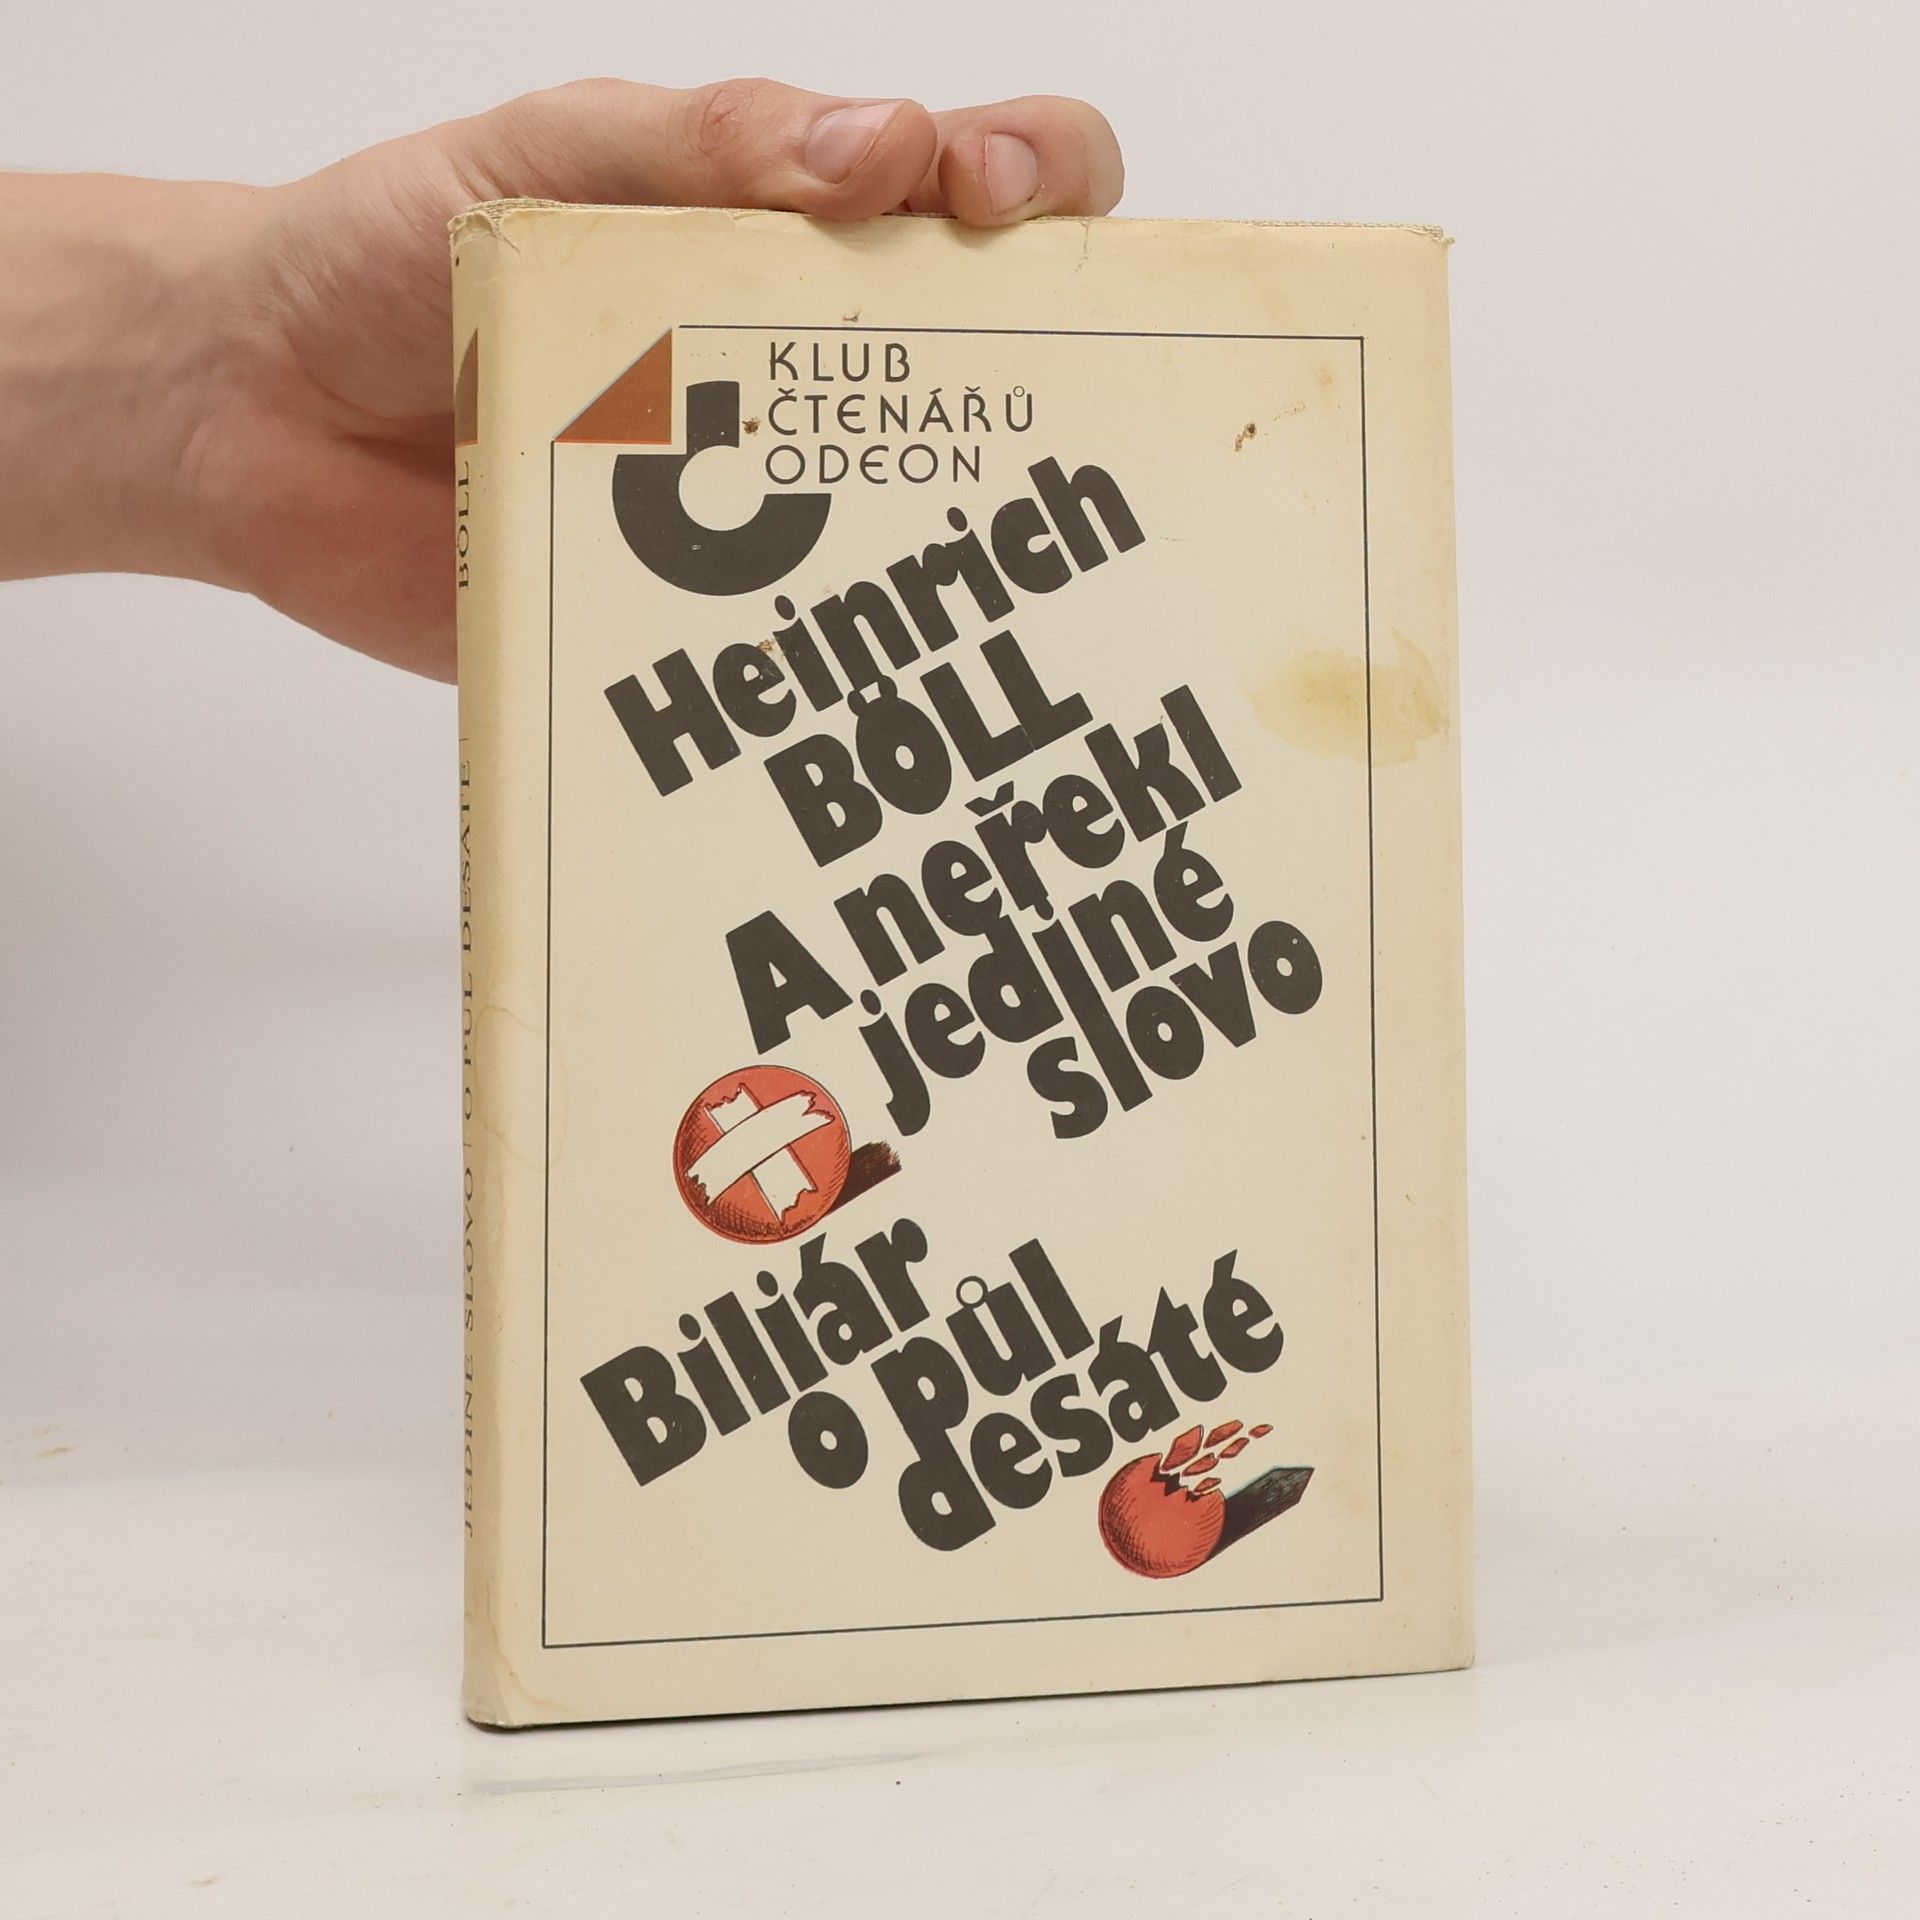 KLUB
ČTENÁŘŮ
ODEON
Heinrich
BÖLL
A neřekl
jediné
slovo
Biliár
o půl
desáté
BÖLL
JEDINÉ SLOVO / O PŮL DESÁTÉ